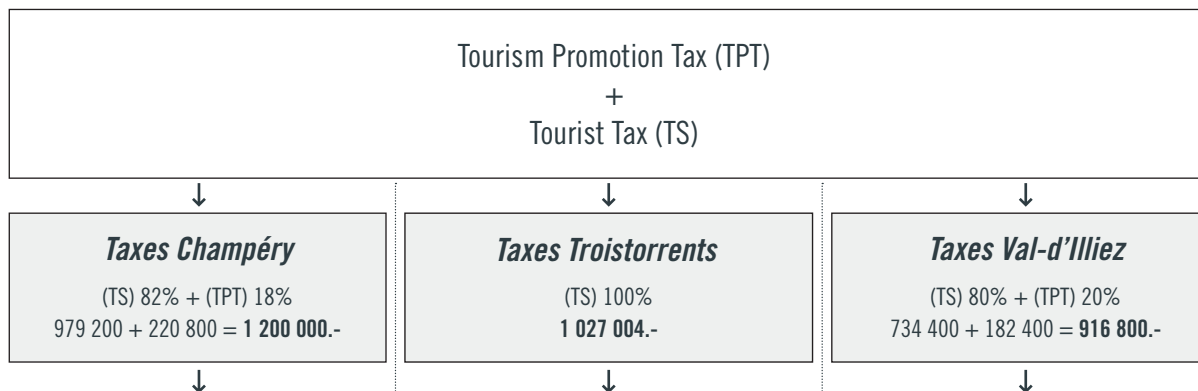 Tourism Promotion Tax (TPT)
+
Tourist Tax (TS)
Taxes Champéry
(TS) 82% + (TPT) 18%
979 200 + 220 800 = 1 200 000.-
Taxes Troistorrents
(TS) 100%
1 027 004.-
Taxes Val-d'Illiez
(TS) 80% + (TPT) 20%
734 400 + 182 400 = 916 800.-